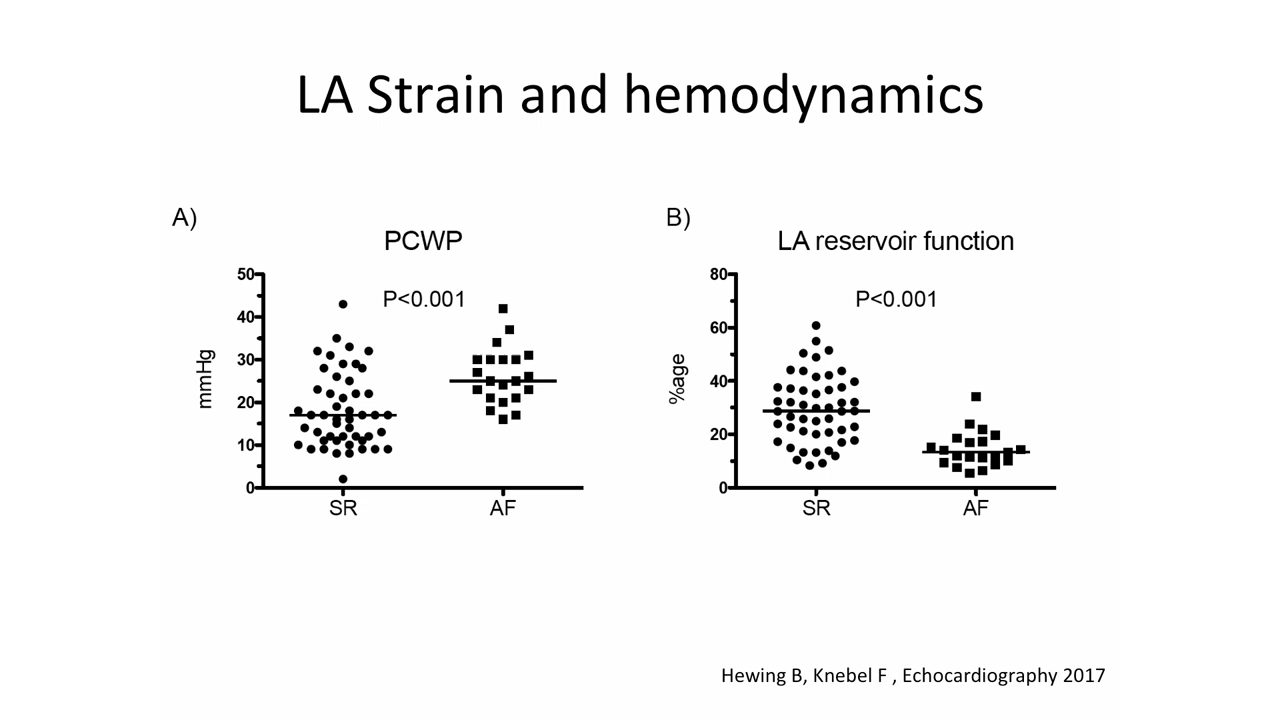 LA Strain and hemodynamics
A)
PCWP
P<0.001
50
40
30
20
10
0
mmHg
SR
AF
B)
LA reservoir function
P<0.001
80
60
40
20
0
%age
SR
AF
Hewing B, Knebel F , Echocardiography 2017